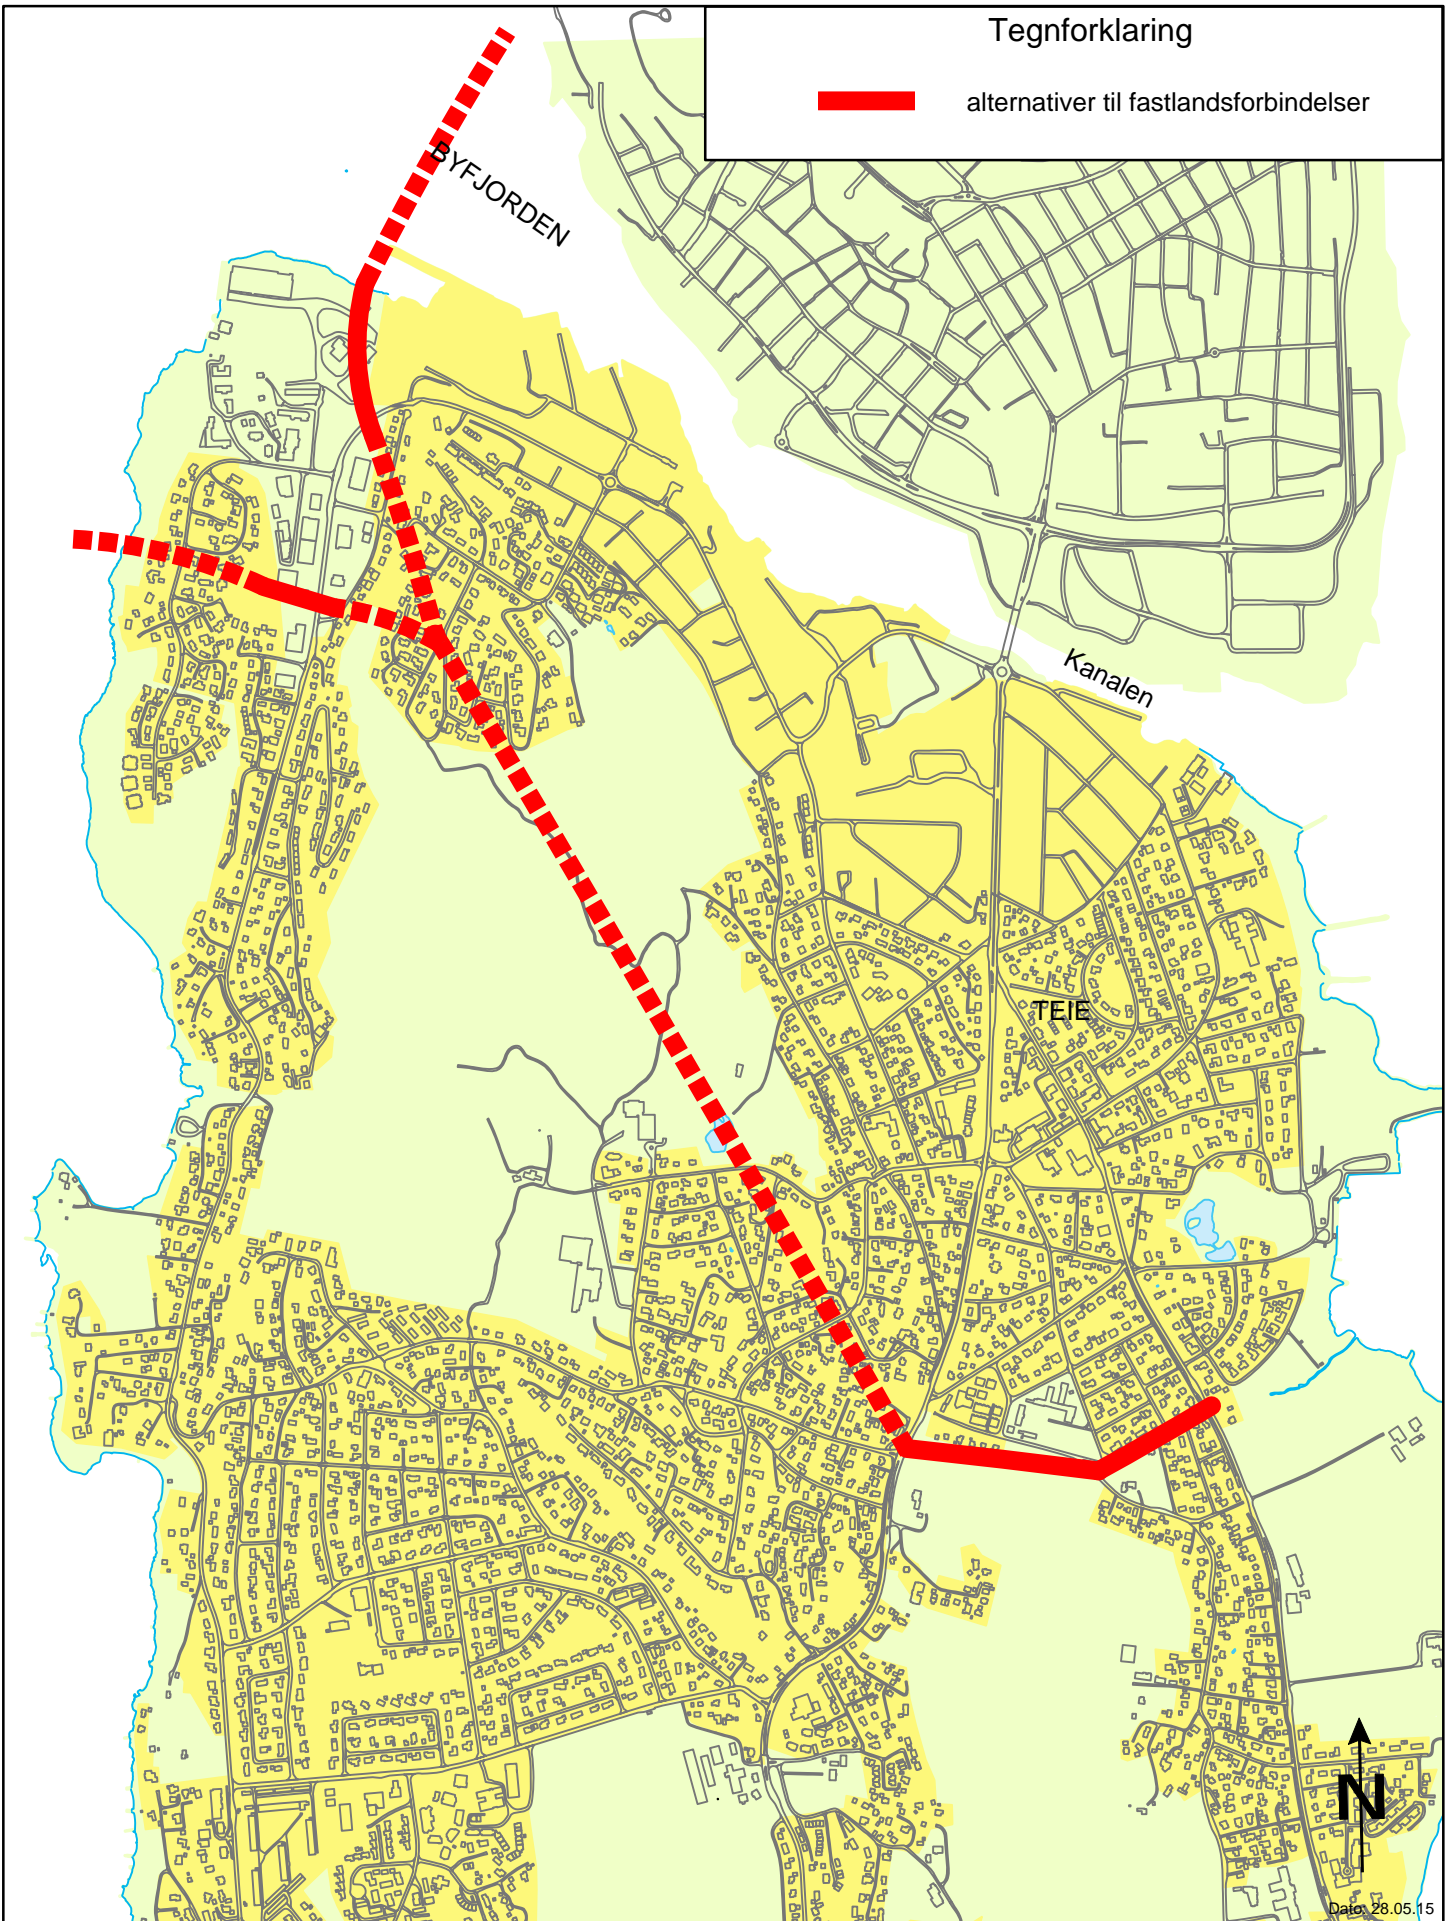 Tegnforklaring
alternativer til fastlandsforbindelser
BYFJORDEN
Kanalen
TEIE
N
Dato: 28.05.15